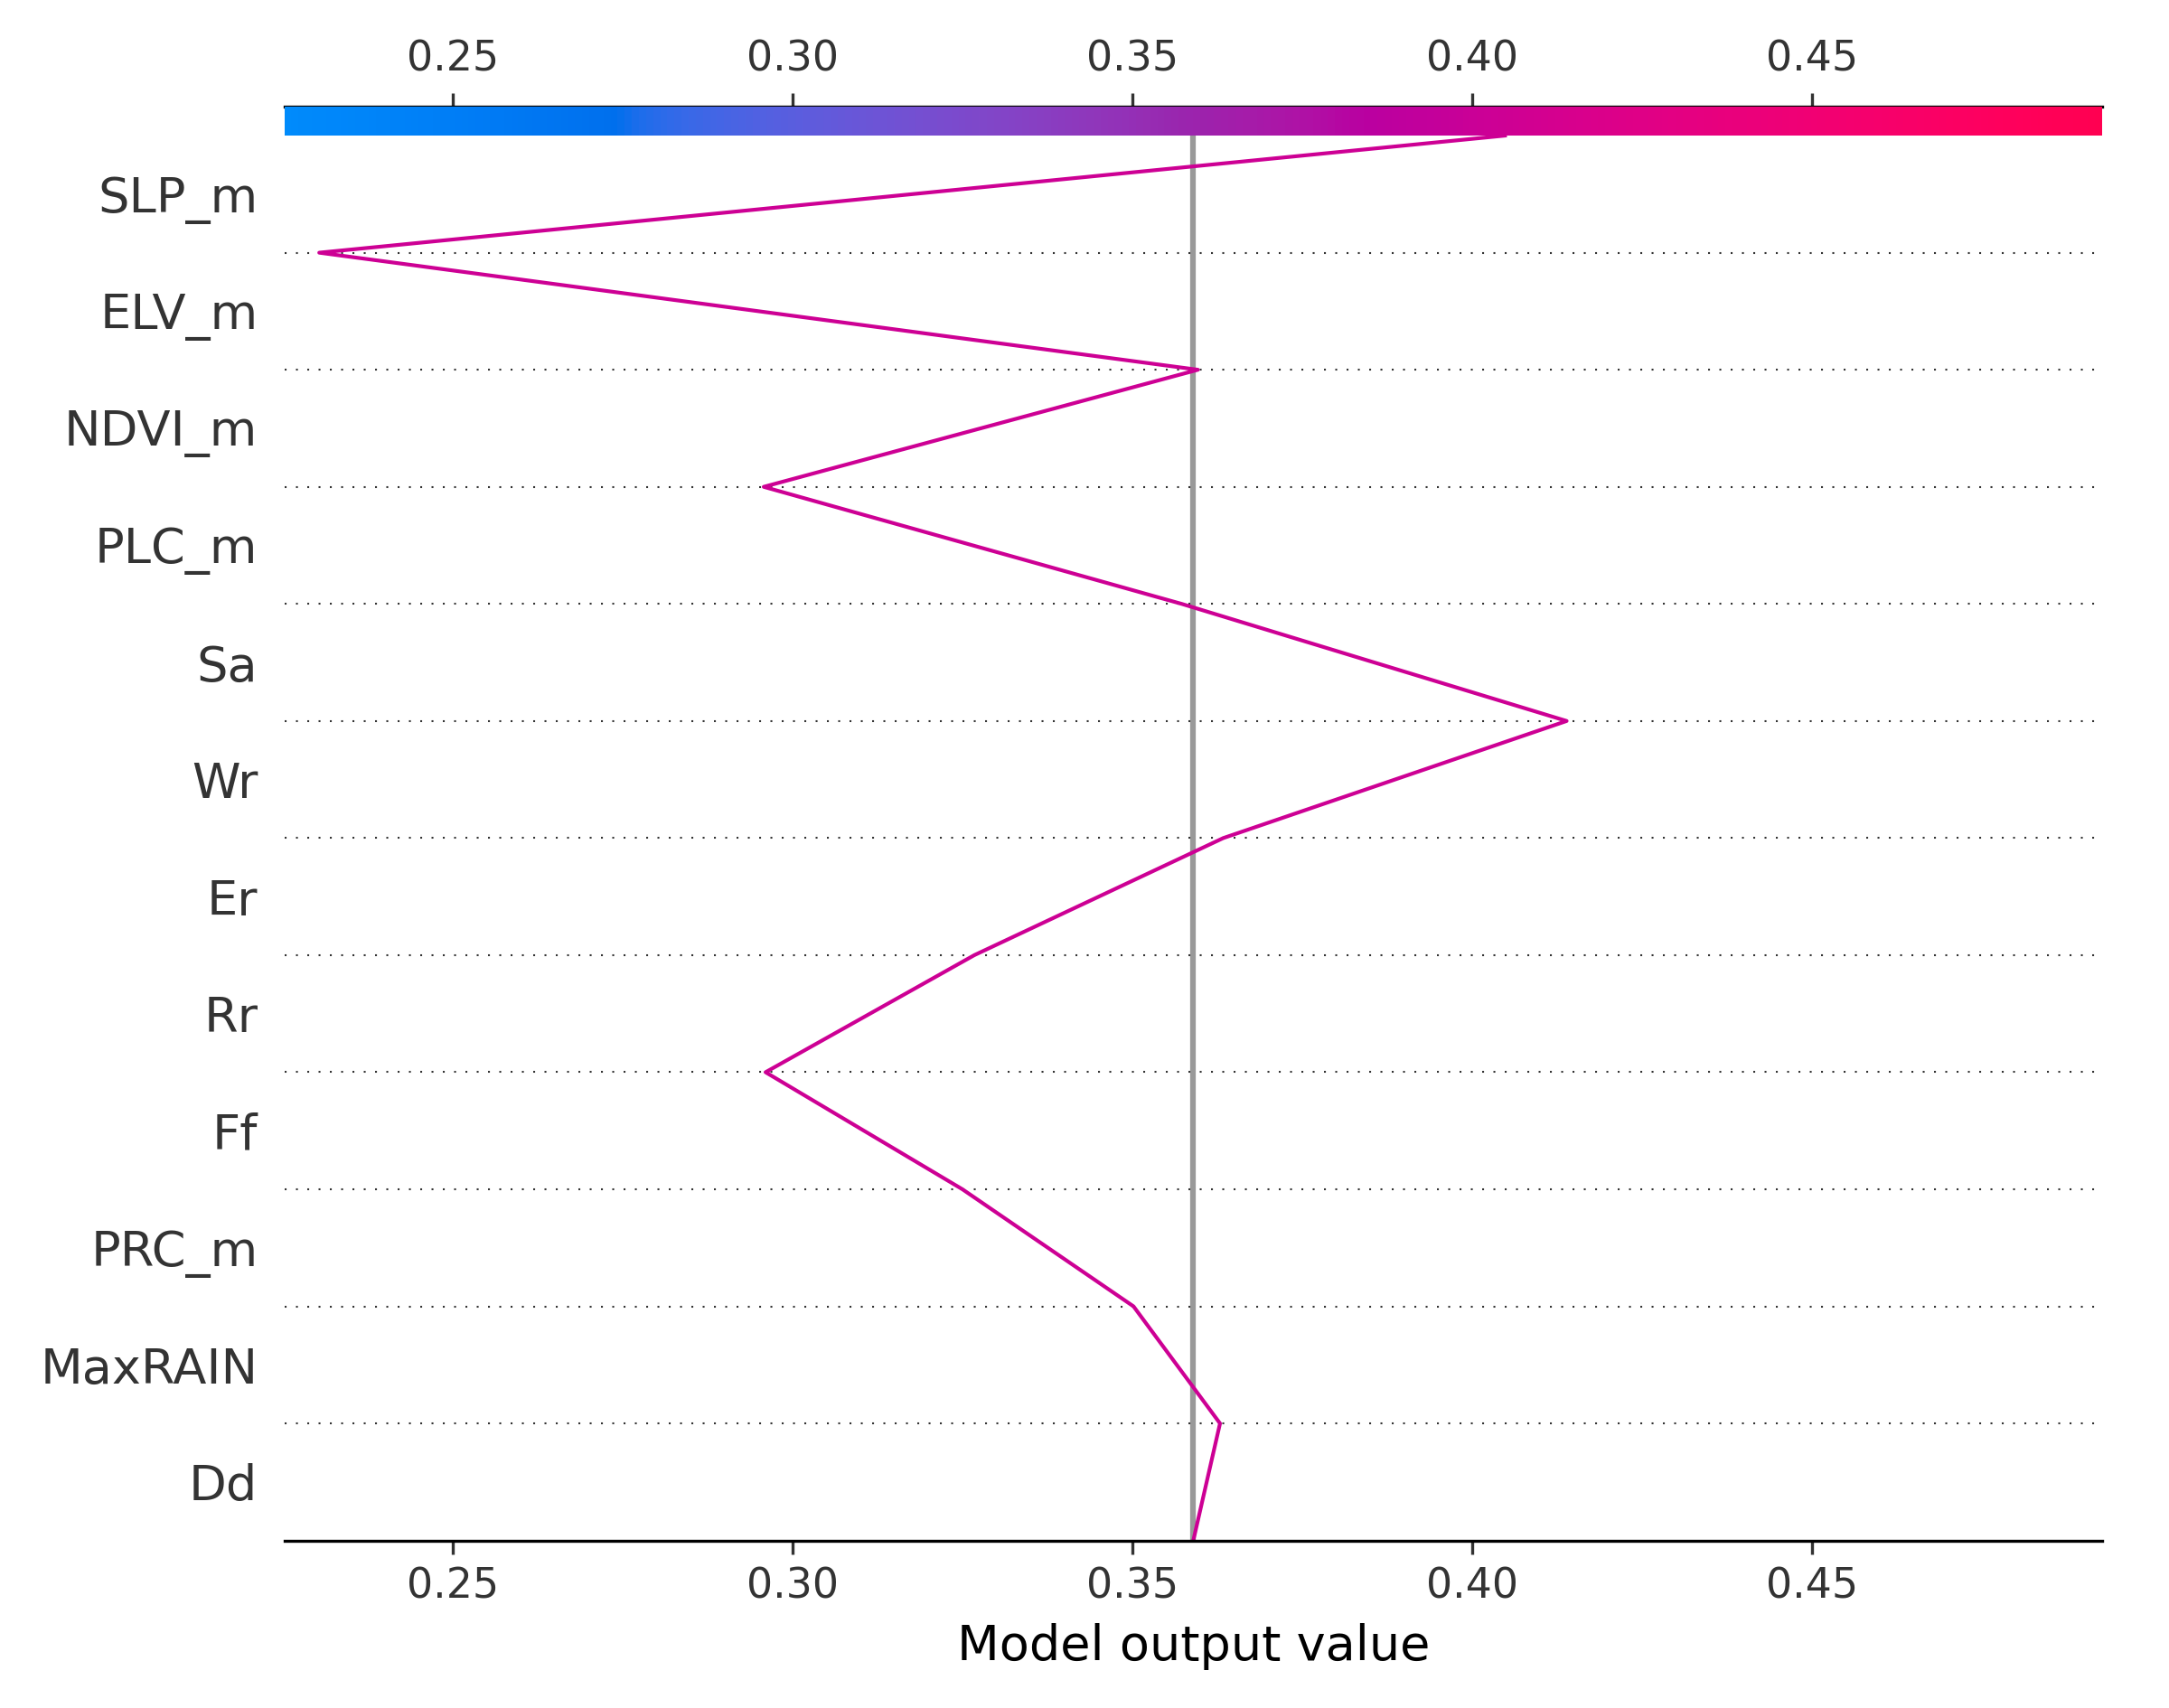 0.25 0.30 0.35 0.40 0.45
SLP_m
ELV_m
NDVI_m
PLC_m
Sa
Wr
Er
Rr
Ff
PRC_m
MaxRAIN
Dd
0.25 0.30 0.35 0.40 0.45
Model output value